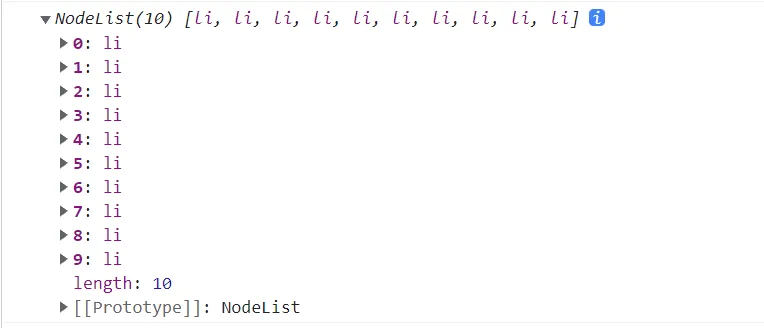 NodeList(10) [li, li, li, li, li, li, li, li, li, li] i
0: li
1: li
2: li
3: li
4: li
5: li
6: li
7: li
8: li
9: li
length: 10
[[Prototype]]: NodeList